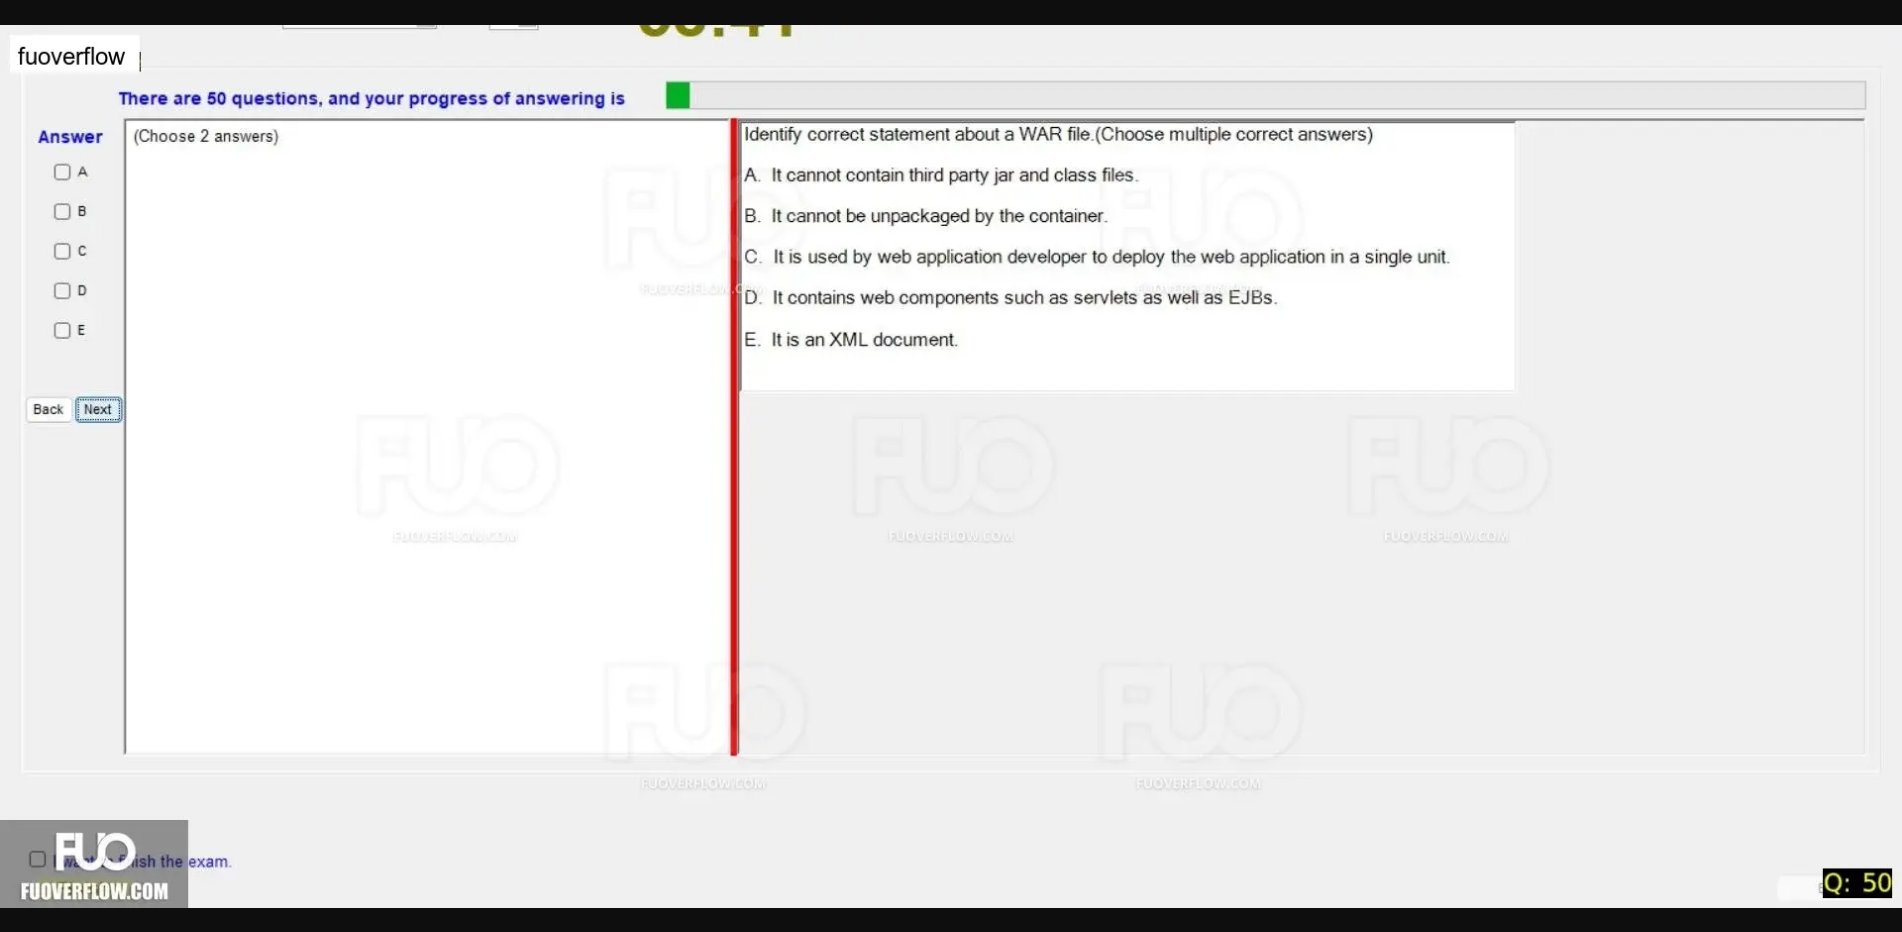 fuoverflow
There are 50 questions, and your progress of answering is
Answer
(Choose 2 answers)
A
B
C
D
E
Back Next
Identify correct statement about a WAR file.(Choose multiple correct answers)
A. It cannot contain third party jar and class files.
B. It cannot be unpackaged by the container.
C. It is used by web application developer to deploy the web application in a single unit.
D. It contains web components such as servlets as well as EJBs.
E. It is an XML document.
FUO
FUOVERFLOW.COM
FUO
FUOVERFLOW.COM
FUO
FUOVERFLOW.COM
FUO
FUOVERFLOW.COM
FUO
FUOVERFLOW.COM
FUO
FUOVERFLOW.COM
FUO
FUOVERFLOW.COM
the exam.
FUO
FUOVERFLOW.COM
Q: 50